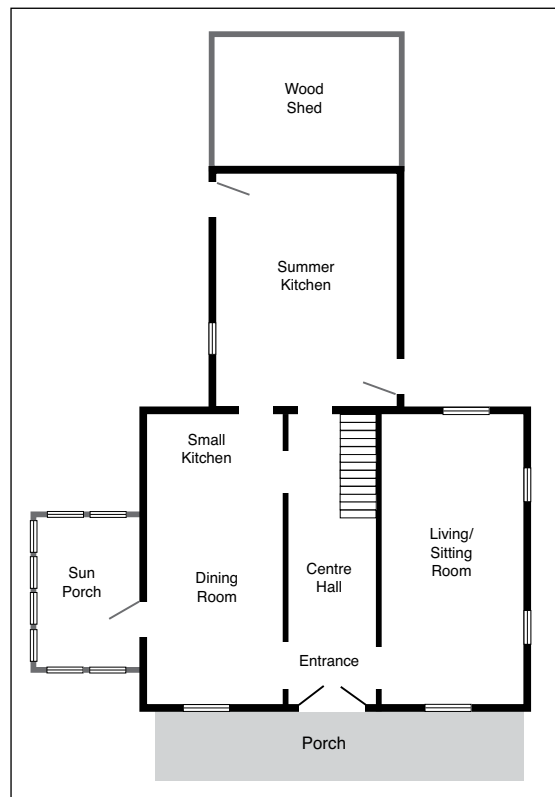 Wood
Shed
Summer
Kitchen
Small
Kitchen
Sun
Porch
Dining
Room
Centre
Hall
Living/
Sitting
Room
Entrance
Porch